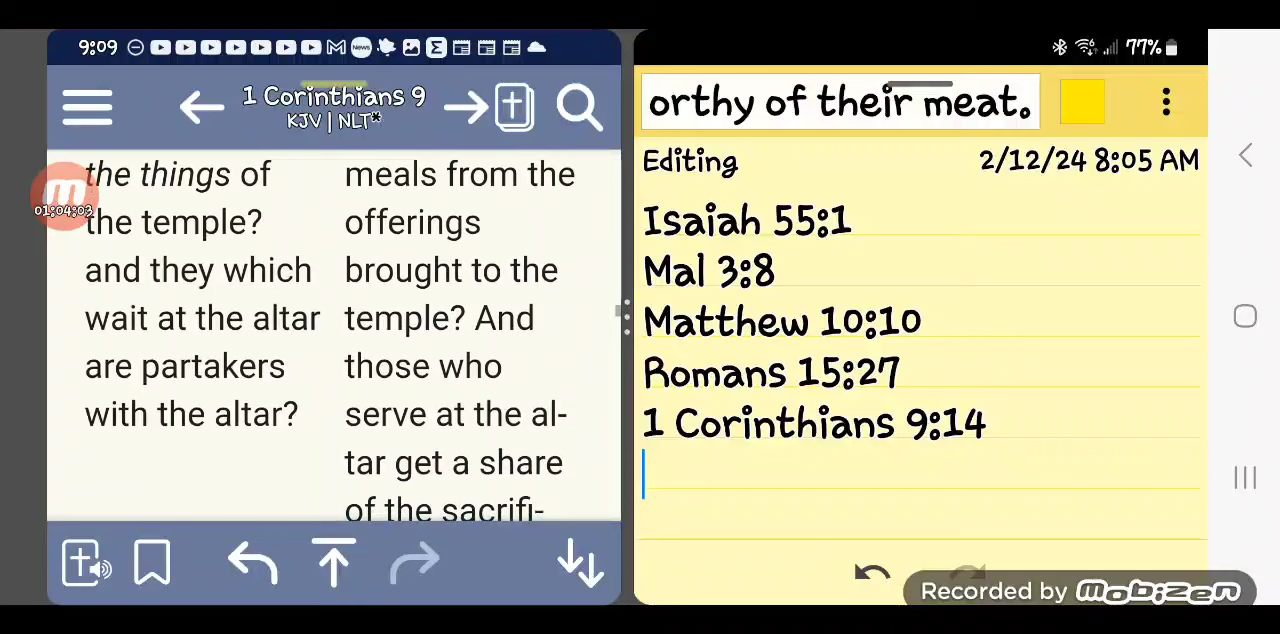 9:09
News
77%
1 Corinthians 9
KJV | NLT*
01:04:03
the things of
the temple?
and they which
wait at the altar
are partakers
with the altar?
meals from the
offerings
brought to the
temple? And
those who
serve at the al-
tar get a share
of the sacrifi-
orthy of their meat.
Editing 2/12/24 8:05 AM
Isaiah 55:1
Mal 3:8
Matthew 10:10
Romans 15:27
1 Corinthians 9:14
Recorded by Mobizen